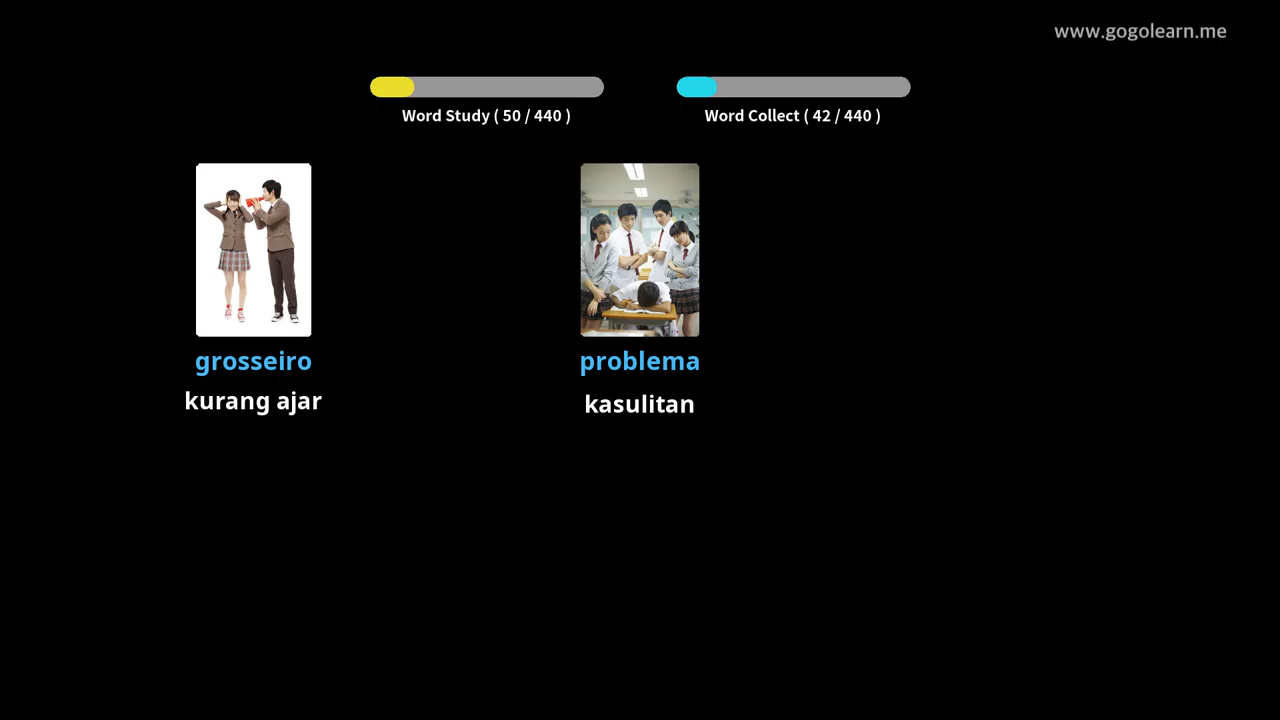 www.gogolearn.me
Word Study ( 50 / 440 )
Word Collect ( 42 / 440 )
grosseiro
problema
kurang ajar
kasulitan